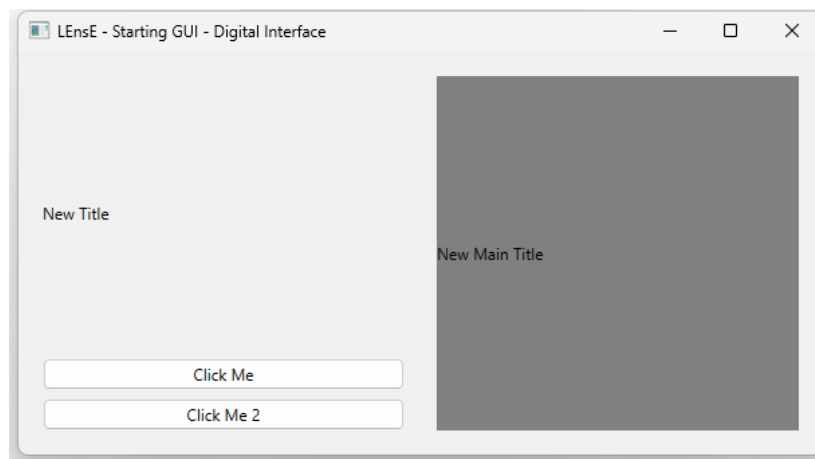 LEnsE - Starting GUI - Digital Interface
New Title
New Main Title
Click Me
Click Me 2